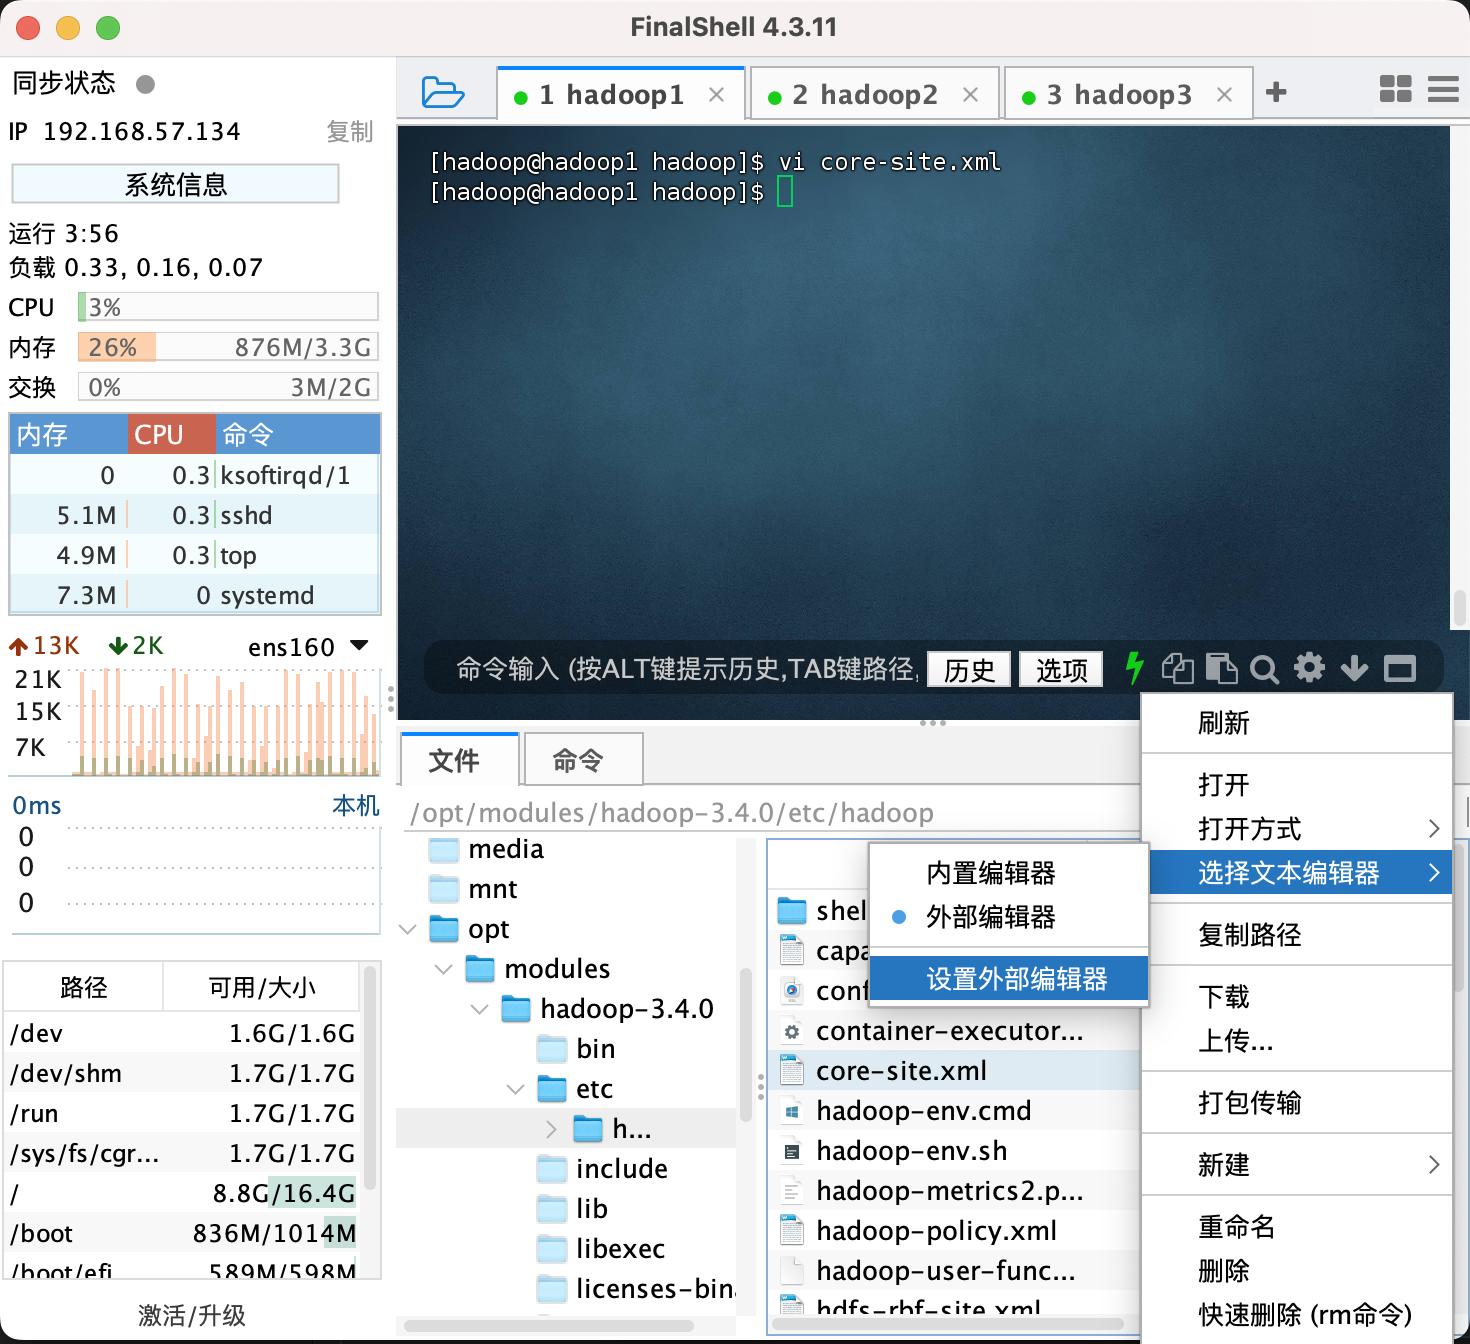 FinalShell 4.3.11
同步状态
IP 192.168.57.134 复制
系统信息
运行 3:56
负载 0.33, 0.16, 0.07
CPU 3%
内存 26% 876M/3.3G
交换 0% 3M/2G
内存 CPU 命令
0 0.3 ksoftirqd/1
5.1M 0.3 sshd
4.9M 0.3 top
7.3M 0 systemd
13K 2K ens160
21K
15K
7K
0ms 本机
0
0
0
路径 可用/大小
/dev 1.6G/1.6G
/dev/shm 1.7G/1.7G
/run 1.7G/1.7G
/sys/fs/cgr... 1.7G/1.7G
/ 8.8G/16.4G
/boot 836M/1014M
/boot/efi 589M/598M
激活/升级
1 hadoop1
2 hadoop2
3 hadoop3
[hadoop@hadoop1 hadoop]$ vi core-site.xml
[hadoop@hadoop1 hadoop]$
命令输入 (按ALT键提示历史,TAB键路径, 历史 选项
文件 命令
/opt/modules/hadoop-3.4.0/etc/hadoop
media
mnt
opt
modules
hadoop-3.4.0
bin
etc
h...
include
lib
libexec
licenses-bin
shel
capa
conf
container-executor...
core-site.xml
hadoop-env.cmd
hadoop-env.sh
hadoop-metrics2.p...
hadoop-policy.xml
hadoop-user-func...
hdfs-rbf-site.xml
内置编辑器
外部编辑器
设置外部编辑器
刷新
打开
打开方式
选择文本编辑器
复制路径
下载
上传...
打包传输
新建
重命名
删除
快速删除 (rm命令)